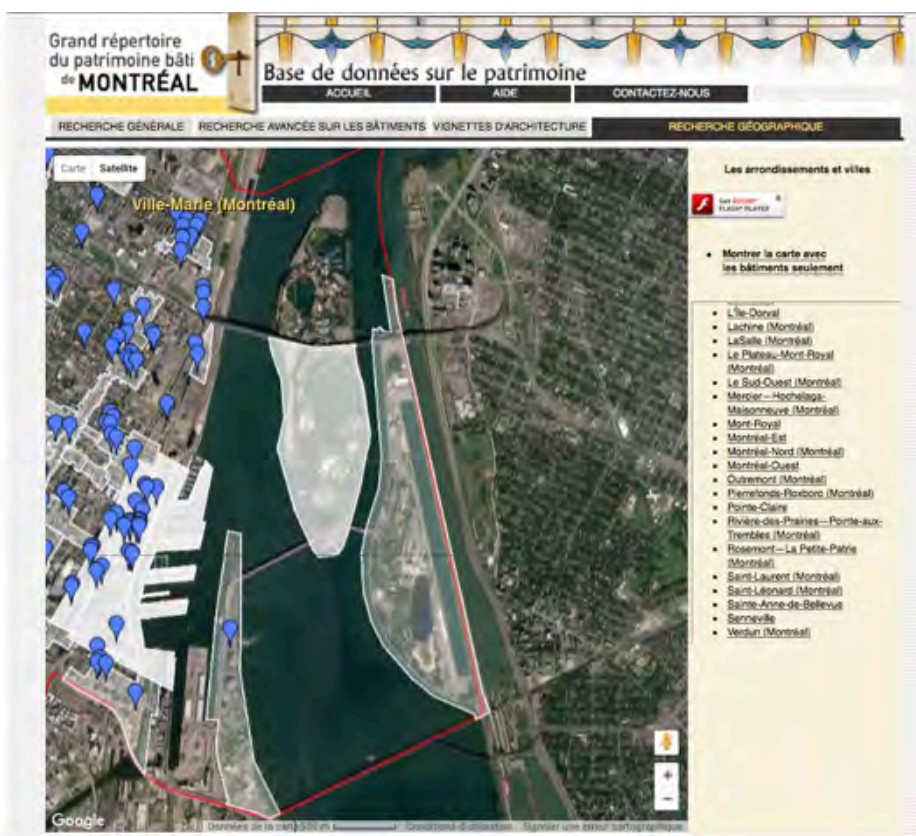 Grand répertoire
du patrimoine bâti
de MONTRÉAL
Base de données sur le patrimoine
ACCUEIL AIDE CONTACTEZ-NOUS
RECHERCHE GÉNÉRALE RECHERCHE AVANCÉE SUR LES BÂTIMENTS VIGNETTES D'ARCHITECTURE RECHERCHE GÉOGRAPHIQUE
Carte Satellite
Ville-Marie (Montréal)
Les arrondissements et villes
Get ADOBE®
FLASH® PLAYER
Montrer la carte avec
les bâtiments seulement
L'Île-Dorval
Lachine (Montréal)
LaSalle (Montréal)
Le Plateau-Mont-Royal
(Montréal)
Le Sud-Ouest (Montréal)
Mercier—Hochelaga-
Maisonneuve (Montréal)
Mont-Royal
Montréal-Est
Montréal-Nord (Montréal)
Montréal-Ouest
Outremont (Montréal)
Pierrefonds-Roxboro (Montréal)
Pointe-Claire
Rivière-des-Prairies—Pointe-aux-
Trembles (Montréal)
Rosemont—La Petite-Patrie
(Montréal)
Saint-Laurent (Montréal)
Saint-Léonard (Montréal)
Sainte-Anne-de-Bellevue
Senneville
Verdun (Montréal)
Google
Données de la carte 500 m Conditions d'utilisation Signaler une erreur cartographique